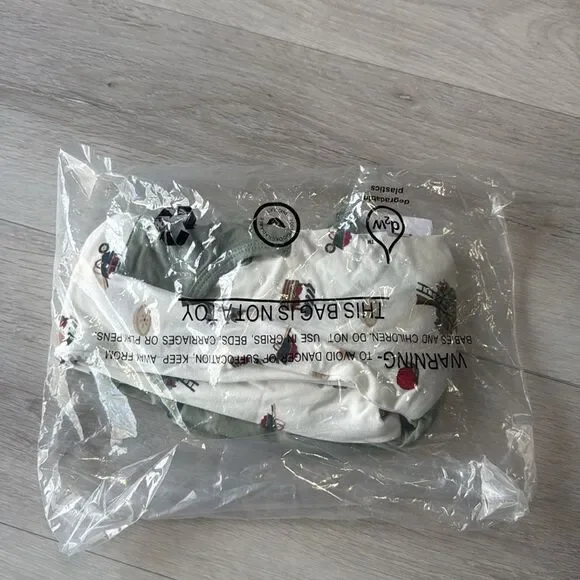 WARNING - TO AVOID DANGER OF SUFFOCATION, KEEP AWAY FROM
BABIES AND CHILDREN. DO NOT USE IN CRIBS, BEDS, CARRIAGES OR PLAY PENS.
THIS BAG IS NOT A TOY
d2w
TM
degradable
plastics